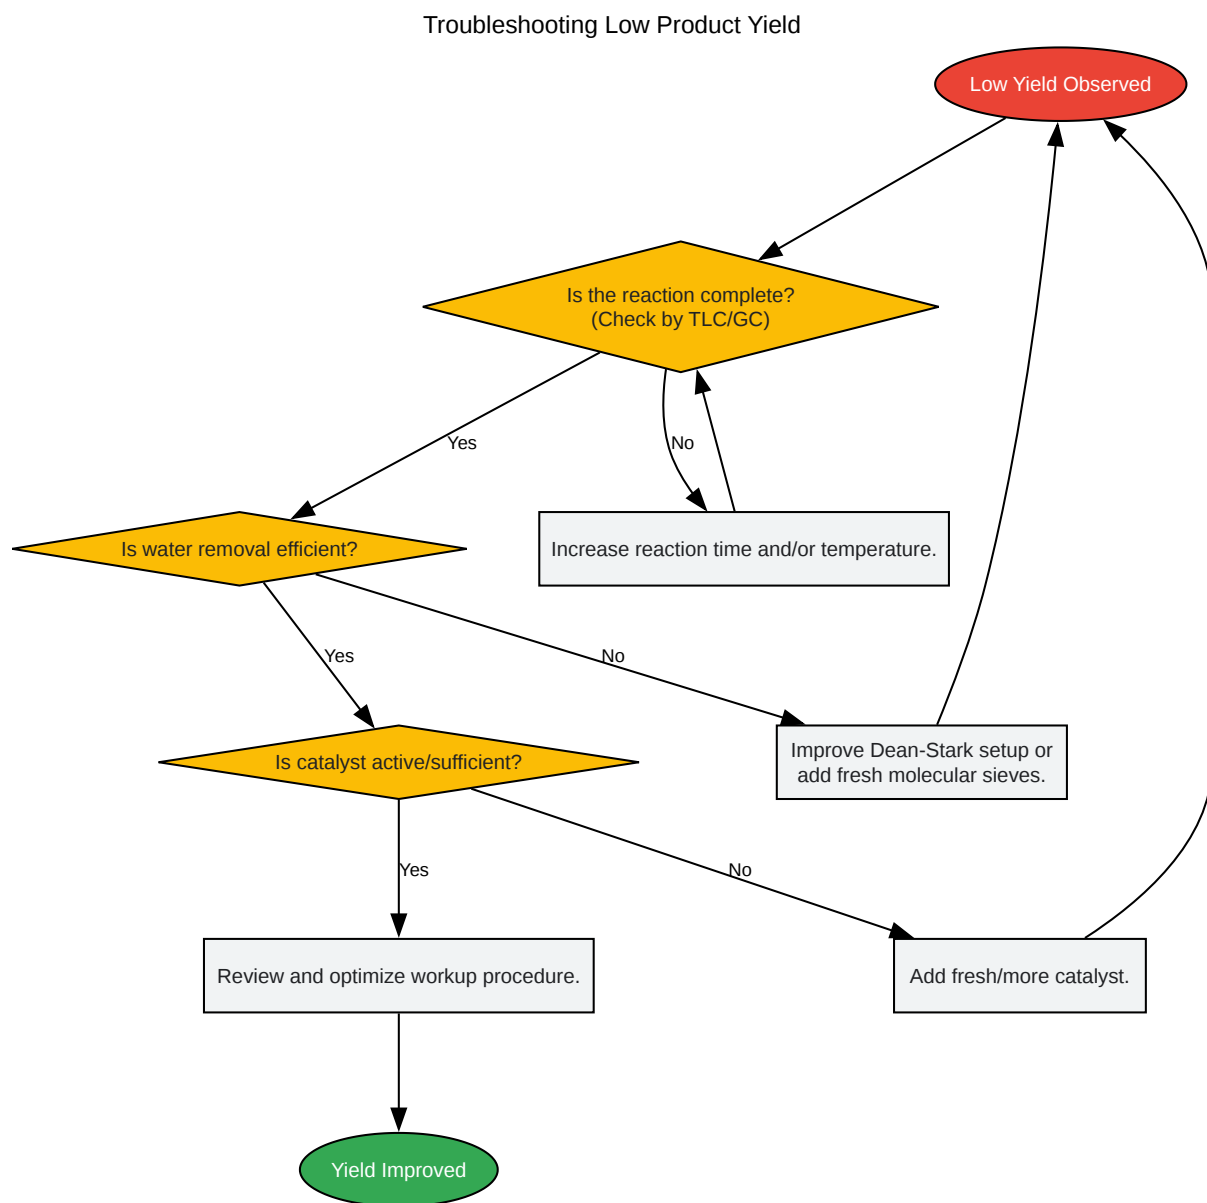 Troubleshooting Low Product Yield
Low Yield Observed
Is the reaction complete?
(Check by TLC/GC)
Yes
No
Is water removal efficient?
Increase reaction time and/or temperature.
Yes
No
Is catalyst active/sufficient?
Improve Dean-Stark setup or
add fresh molecular sieves.
Yes
No
Review and optimize workup procedure.
Add fresh/more catalyst.
Yield Improved